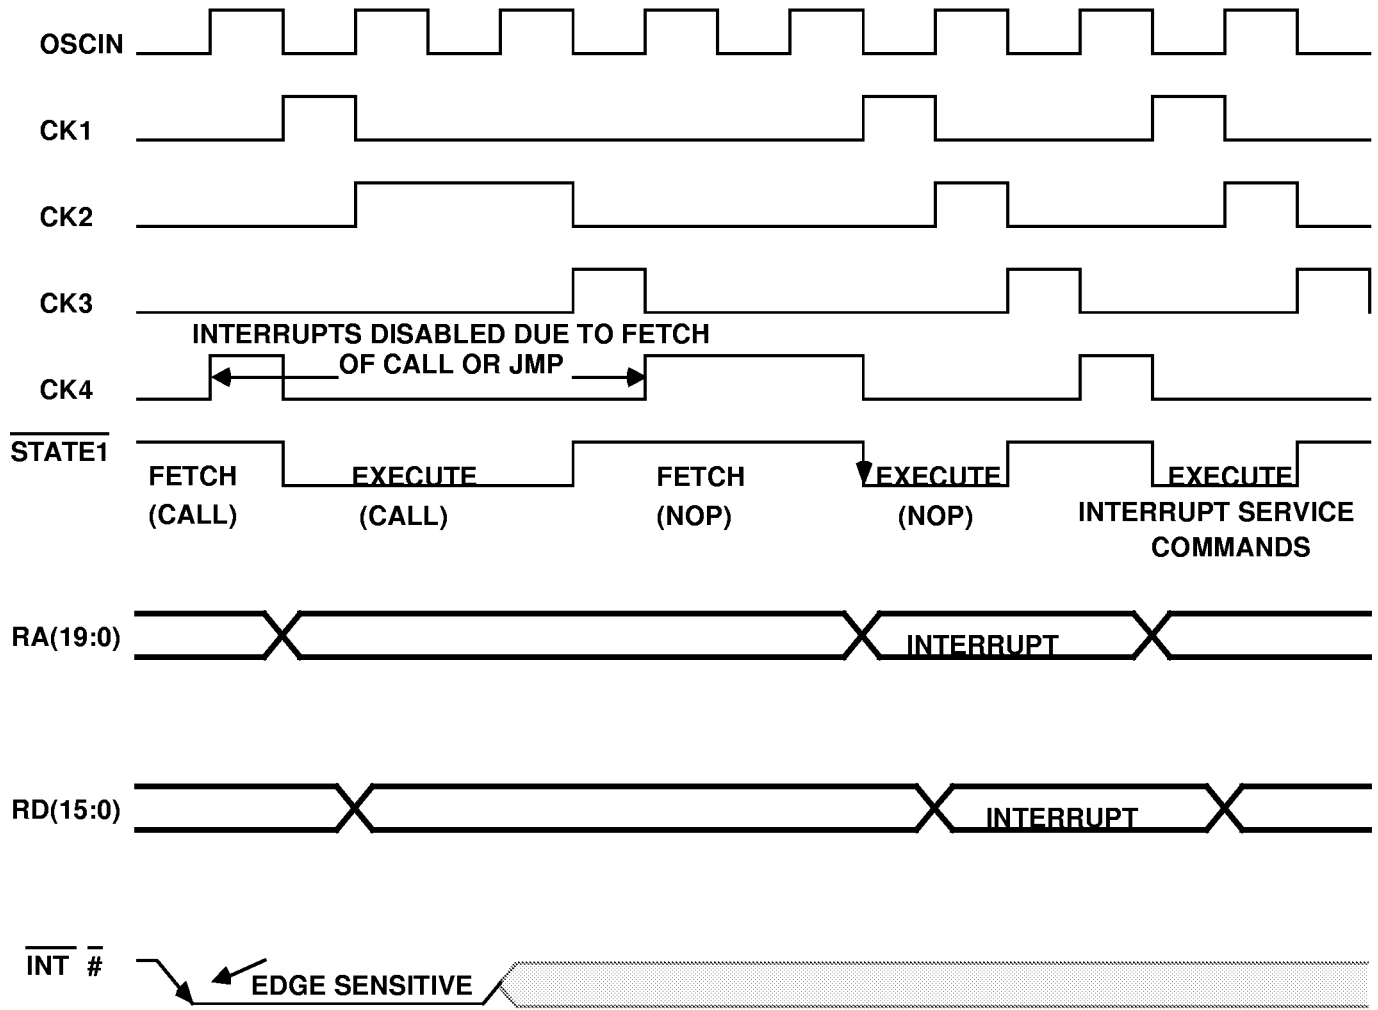 OSCIN
CK1
CK2
CK3
INTERRUPTS DISABLED DUE TO FETCH
OF CALL OR JMP
CK4
STATE1
FETCH
(CALL)
EXECUTE
(CALL)
FETCH
(NOP)
EXECUTE
(NOP)
EXECUTE
INTERRUPT SERVICE
COMMANDS
RA(19:0)
INTERRUPT
RD(15:0)
INTERRUPT
INT #
EDGE SENSITIVE